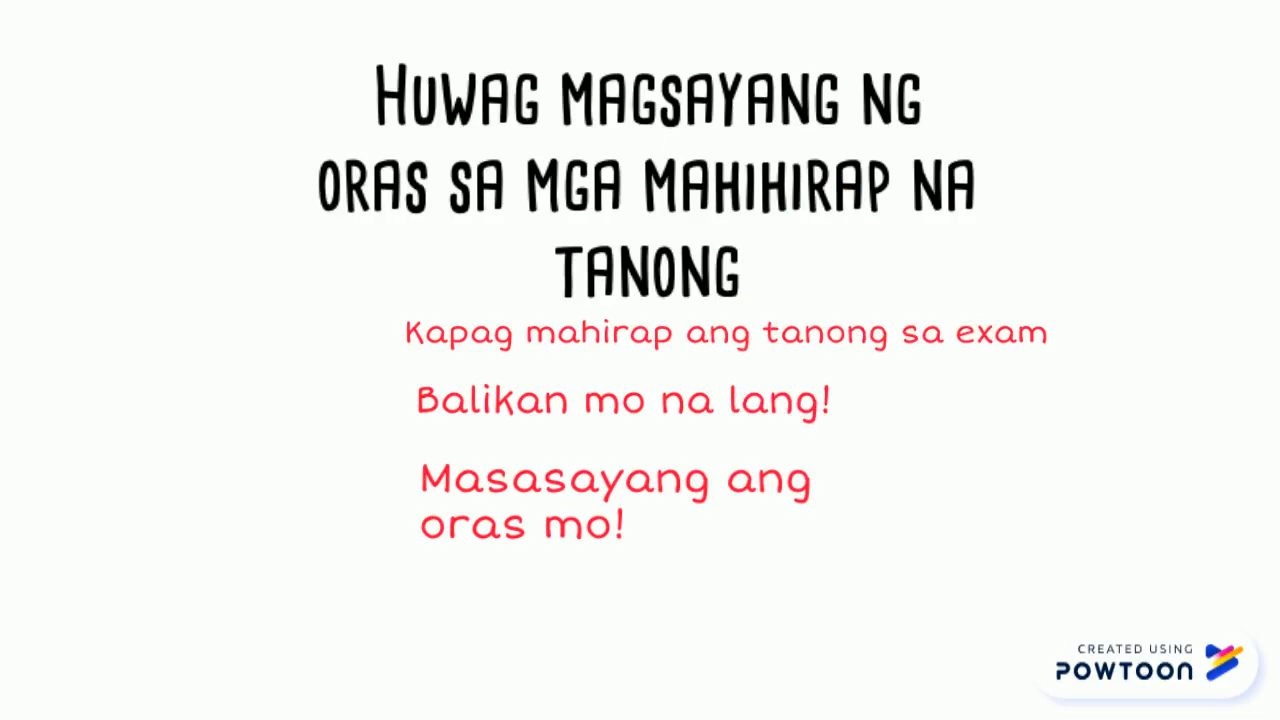 Huwag magsayang ng
oras sa mga mahihirap na
tanong
Kapag mahirap ang tanong sa exam
Balikan mo na lang!
Masasayang ang
oras mo!
CREATED USING
POWTOON